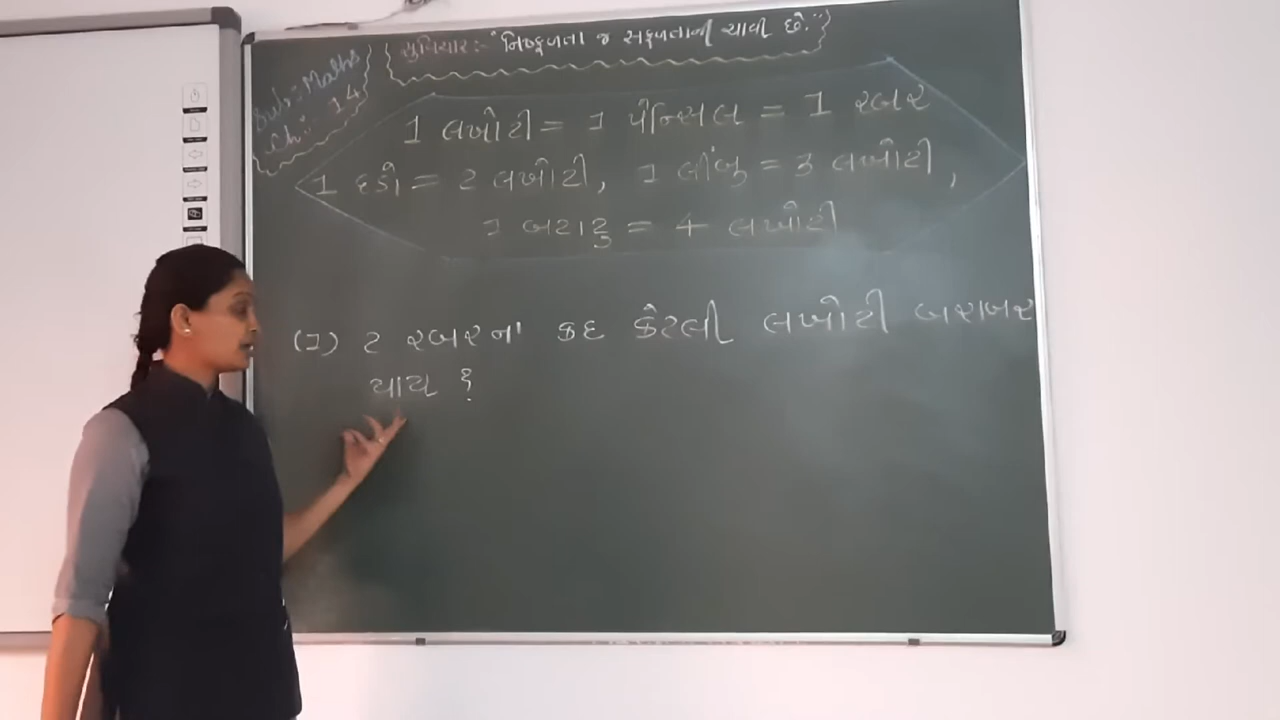 સુવિચાર :- "નિષ્ફળતા જ સફળતાની ચાવી છે."
Sub:- Maths
Ch :- 14
1 લખોટી = 1 પેન્સિલ = 1 રબર
1 દડો = 2 લખોટી, 1 લીંબુ = 3 લખોટી,
1 બટાટુ = 4 લખોટી
(1) 2 રબરના કદ કેટલી લખોટી બરાબર
થાય ?